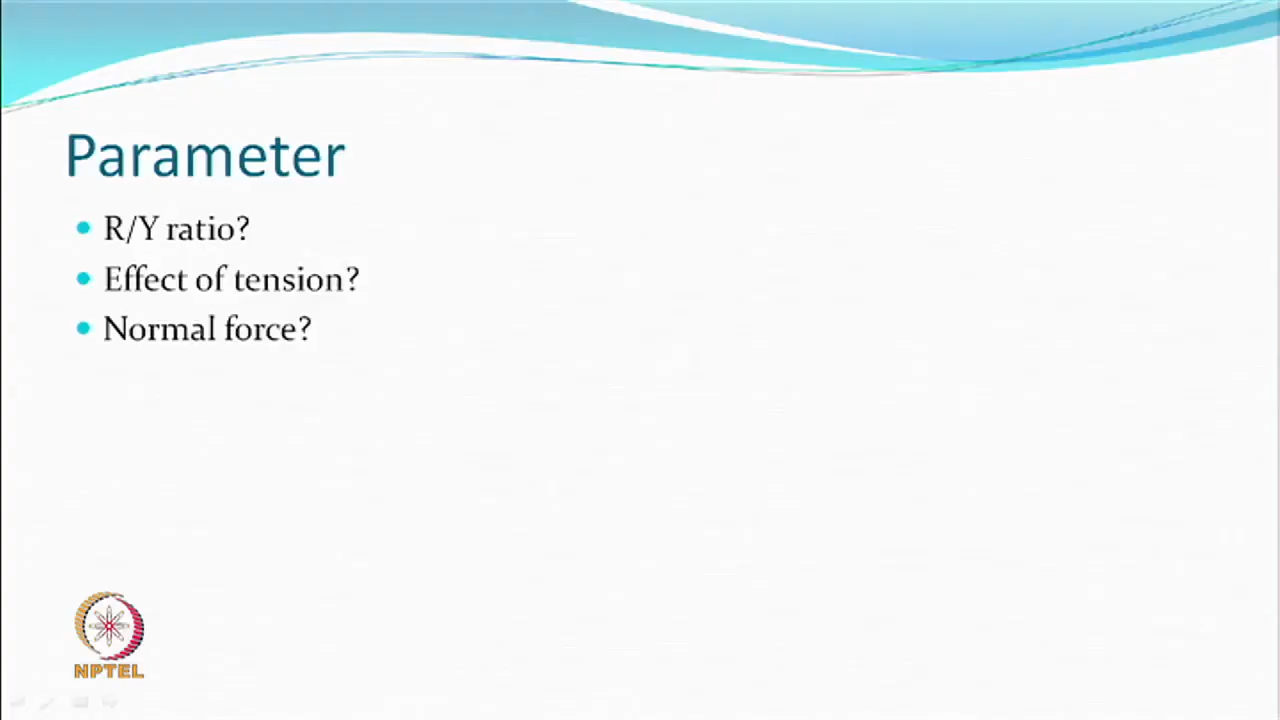 Parameter
R/Y ratio?
Effect of tension?
Normal force?
NPTEL